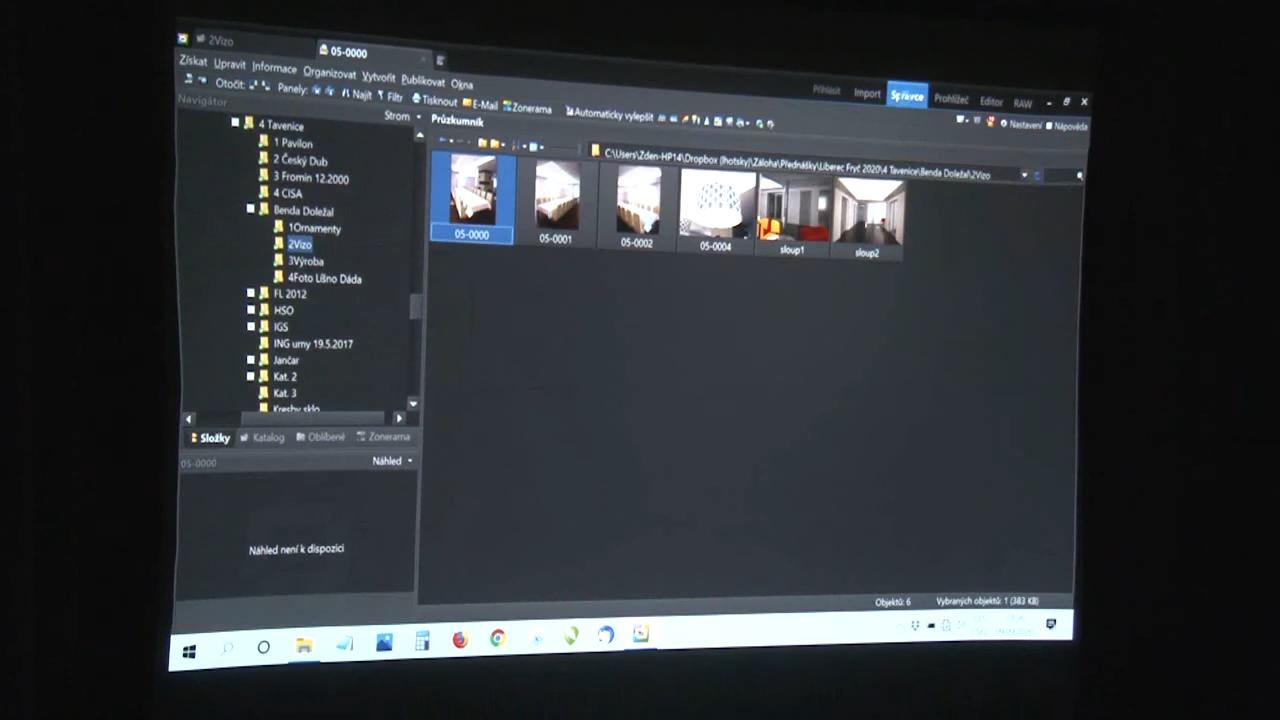 2Vizo
05-0000
Získat Upravit Informace Organizovat Vytvořit Publikovat Okna
Přihlásit Import Správce Prohlížeč Editor RAW
Otočit: Panely: Najít Filtr Tisknout E-Mail Zonerama Automaticky vylepšit
Nastavení Nápověda
Navigátor Strom
Průzkumník
C:\Users\Zden-HP14\Dropbox (Jhotsky)\Záloha\Přednášky\Liberec Fryč 2020\4 Tavenice\Benda Doležal\2Vizo
4 Tavenice
1 Pavilon
2 Český Dub
3 Fromin 12.2000
4 CISA
Benda Doležal
1Ornamenty
2Vizo
3Výroba
4Foto Líšno Dáda
FL 2012
HSO
IGS
ING urny 19.5.2017
Jančar
Kat. 2
Kat. 3
Kresby sklo
05-0000
05-0001
05-0002
05-0004
sloup1
sloup2
Složky Katalog Oblíbené Zonerama
05-0000 Náhled
Náhled není k dispozici
Objektů: 6 Vybraných objektů: 1 (383 KB)